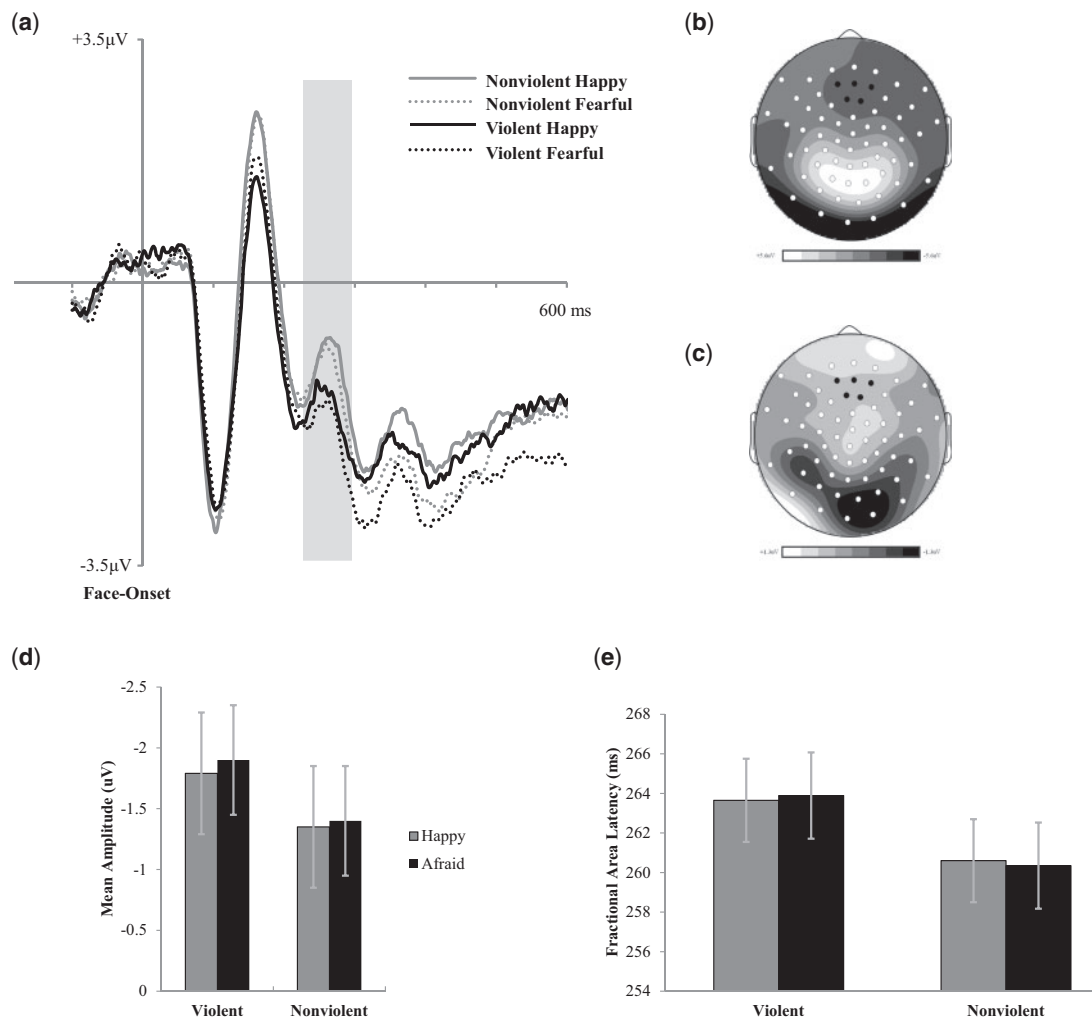 (a)
+3.5µV
Nonviolent Happy
Nonviolent Fearful
Violent Happy
Violent Fearful
600 ms
-3.5µV
Face-Onset
(b)
(c)
(d)
-2.5
-2
-1.5
-1
-0.5
0
Mean Amplitude (uV)
Violent
Nonviolent
Happy
Afraid
(e)
268
266
264
262
260
258
256
254
Fractional Area Latency (ms)
Violent
Nonviolent